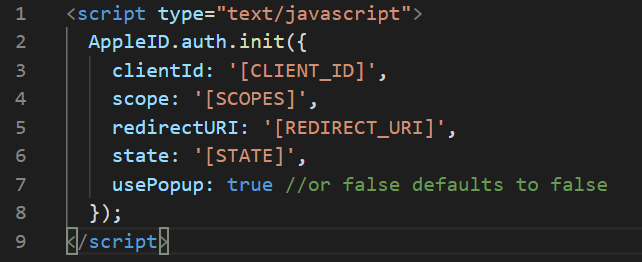 1 <script type="text/javascript">
2 AppleID.auth.init({
3 clientId: '[CLIENT_ID]',
4 scope: '[SCOPES]',
5 redirectURI: '[REDIRECT_URI]',
6 state: '[STATE]',
7 usePopup: true //or false defaults to false
8 });
9 </script>